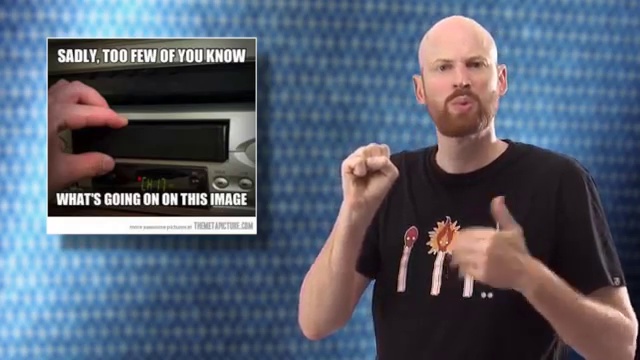 SADLY, TOO FEW OF YOU KNOW
WHAT'S GOING ON ON THIS IMAGE
THEMETAPICTURE.COM